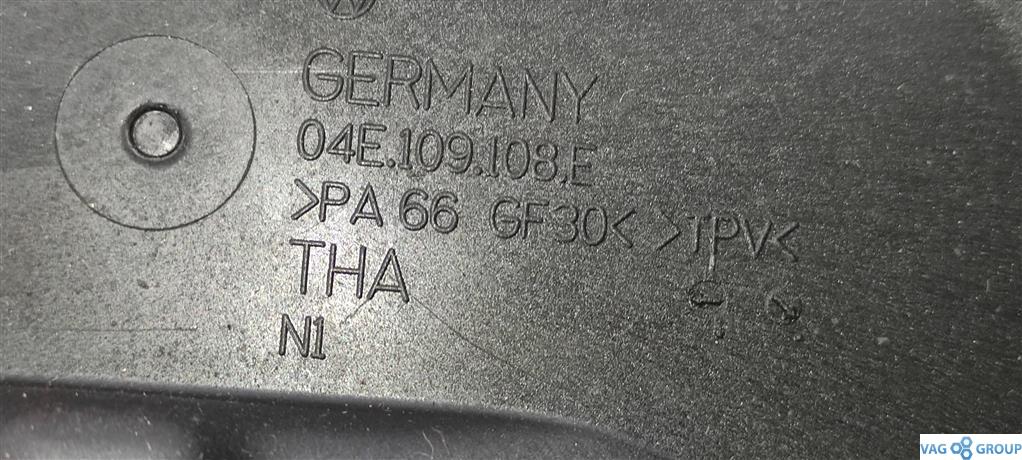 GERMANY
04E.109.108.E
>PA 66 GF30< >TPV<
THA
N1
VAG GROUP